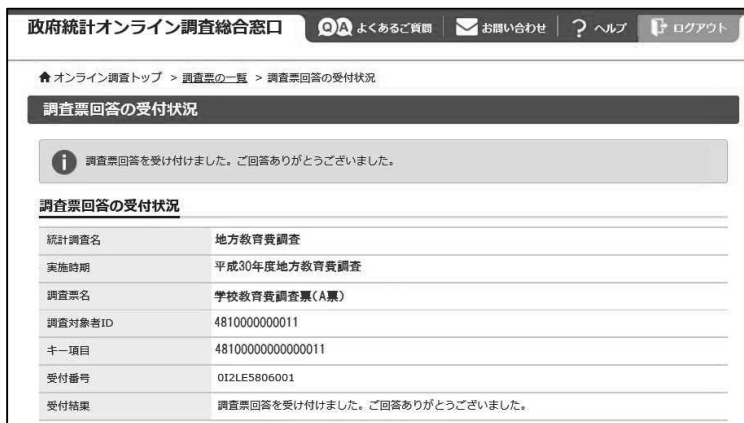 政府統計オンライン調査総合窓口 QA よくあるご質問 お問い合わせ ? ヘルプ ログアウト
オンライン調査トップ > 調査票の一覧 > 調査票回答の受付状況
調査票回答の受付状況
i 調査票回答を受け付けました。ご回答ありがとうございました。
調査票回答の受付状況
統計調査名 地方教育費調査
実施時期 平成30年度地方教育費調査
調査票名 学校教育費調査票(A票)
調査対象者ID 4810000000011
キー項目 48100000000000011
受付番号 0I2LE5806001
受付結果 調査票回答を受け付けました。ご回答ありがとうございました。